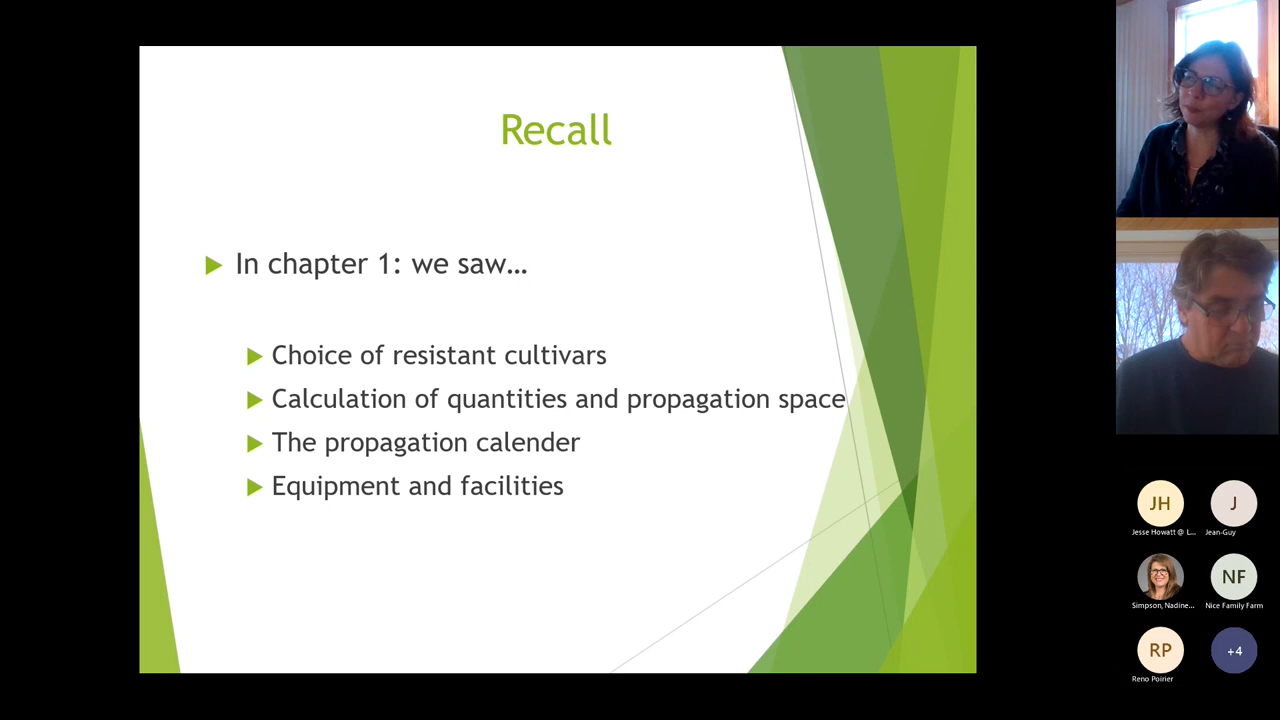 Recall
In chapter 1: we saw…
Choice of resistant cultivars
Calculation of quantities and propagation space
The propagation calender
Equipment and facilities
JH
J
Jesse Howatt @ L...
Jean-Guy
NF
Simpson, Nadine...
Nice Family Farm
RP
+4
Reno Poirier